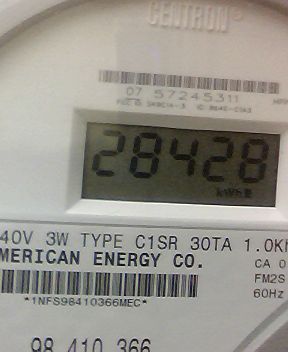 CENTRON®
07 57245311
28428
kWh
40V 3W TYPE C1SR 30TA 1.0Kh
MERICAN ENERGY CO.
CA 0
FM2S
*1NFS98410366MEC*
60Hz
98 410 366